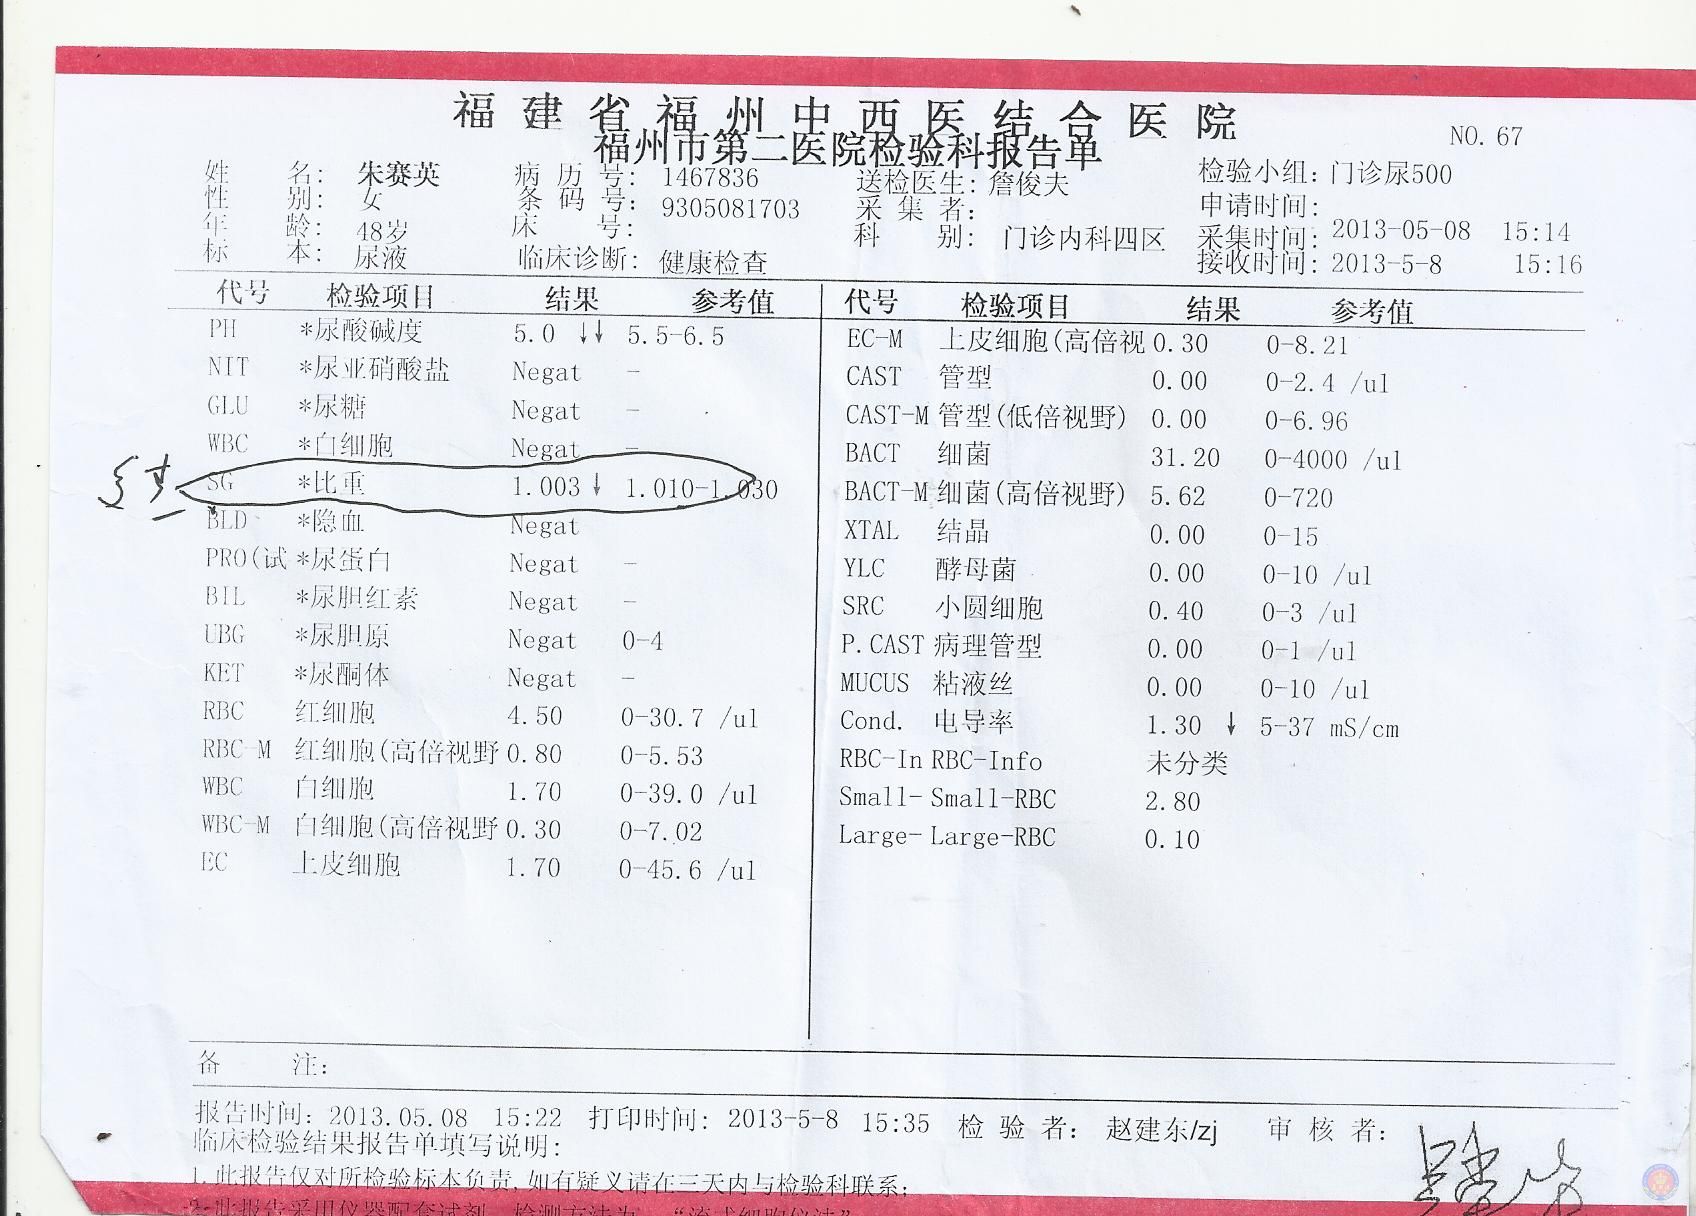 福建省福州中西医结合医院
福州市第二医院检验科报告单
NO. 67
姓 名: 朱赛英 病 历 号: 1467836 送检医生: 詹俊夫 检验小组: 门诊尿500
性 别: 女 条 码 号: 9305081703 采 集 者: 申请时间:
年 龄: 48岁 床 号: 科 别: 门诊内科四区 采集时间: 2013-05-08 15:14
标 本: 尿液 临床诊断: 健康检查 接收时间: 2013-5-8 15:16
代号 检验项目 结果 参考值
PH *尿酸碱度 5.0 ↓↓ 5.5-6.5
NIT *尿亚硝酸盐 Negat -
GLU *尿糖 Negat -
WBC *白细胞 Negat -
SG *比重 1.003 ↓ 1.010-1.030
BLD *隐血 Negat
PRO(试 *尿蛋白 Negat -
BIL *尿胆红素 Negat -
UBG *尿胆原 Negat 0-4
KET *尿酮体 Negat -
RBC 红细胞 4.50 0-30.7 /ul
RBC-M 红细胞(高倍视野 0.80 0-5.53
WBC 白细胞 1.70 0-39.0 /ul
WBC-M 白细胞(高倍视野 0.30 0-7.02
EC 上皮细胞 1.70 0-45.6 /ul
代号 检验项目 结果 参考值
EC-M 上皮细胞(高倍视 0.30 0-8.21
CAST 管型 0.00 0-2.4 /ul
CAST-M 管型(低倍视野) 0.00 0-6.96
BACT 细菌 31.20 0-4000 /ul
BACT-M 细菌(高倍视野) 5.62 0-720
XTAL 结晶 0.00 0-15
YLC 酵母菌 0.00 0-10 /ul
SRC 小圆细胞 0.40 0-3 /ul
P.CAST 病理管型 0.00 0-1 /ul
MUCUS 粘液丝 0.00 0-10 /ul
Cond. 电导率 1.30 ↓ 5-37 mS/cm
RBC-In RBC-Info 未分类
Small- Small-RBC 2.80
Large- Large-RBC 0.10
备 注:
报告时间: 2013.05.08 15:22 打印时间: 2013-5-8 15:35 检 验 者: 赵建东/zj 审 核 者:
临床检验结果报告单填写说明:
1.此报告仅对所检验标本负责,如有疑义请在三天内与检验科联系;
2.此报告采用仪器配套试剂, 检测方法为: “流式细胞仪法”